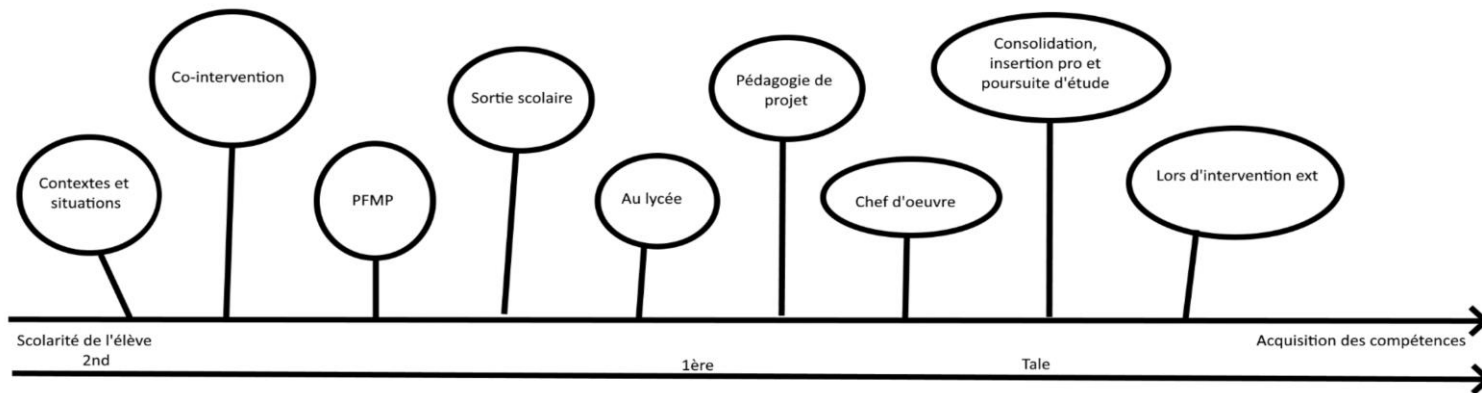 Contextes et
situations
Co-intervention
PFMP
Sortie scolaire
Au lycée
Pédagogie de
projet
Chef d'oeuvre
Consolidation,
insertion pro et
poursuite d'étude
Lors d'intervention ext
Scolarité de l'élève
2nd
1ère
Tale
Acquisition des compétences